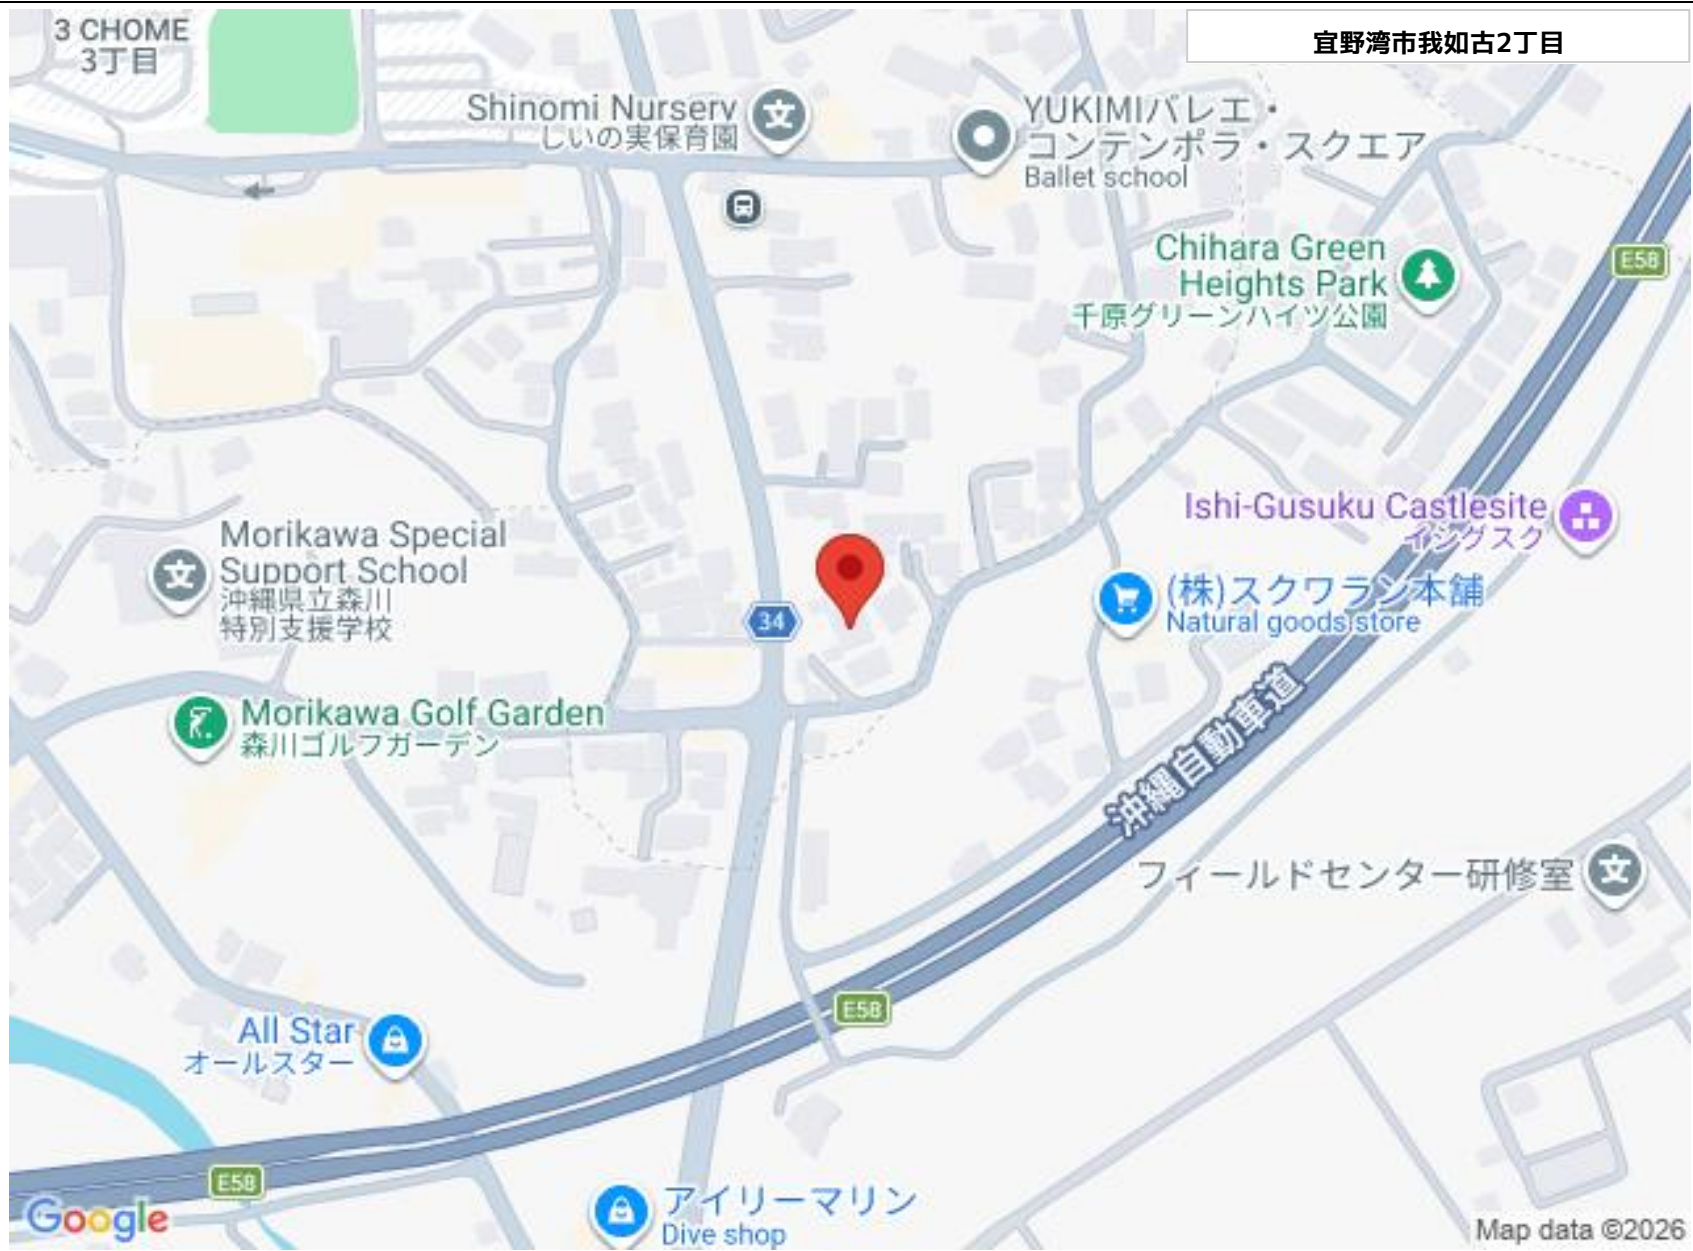 宜野湾市我如古2丁目
3 CHOME
3丁目
Shinomi Nursery
しいの実保育園
YUKIMIバレエ・
コンテンポラ・スクエア
Ballet school
Chihara Green
Heights Park
千原グリーンハイツ公園
E58
Ishi-Gusuku Castlesite
イシグスク
Morikawa Special
Support School
沖縄県立森川
特別支援学校
34
(株)スクワラン本舗
Natural goods store
Morikawa Golf Garden
森川ゴルフガーデン
沖縄自動車道
フィールドセンター研修室
E58
All Star
オールスター
E58
アイリーマリン
Dive shop
Google
Map data ©2026